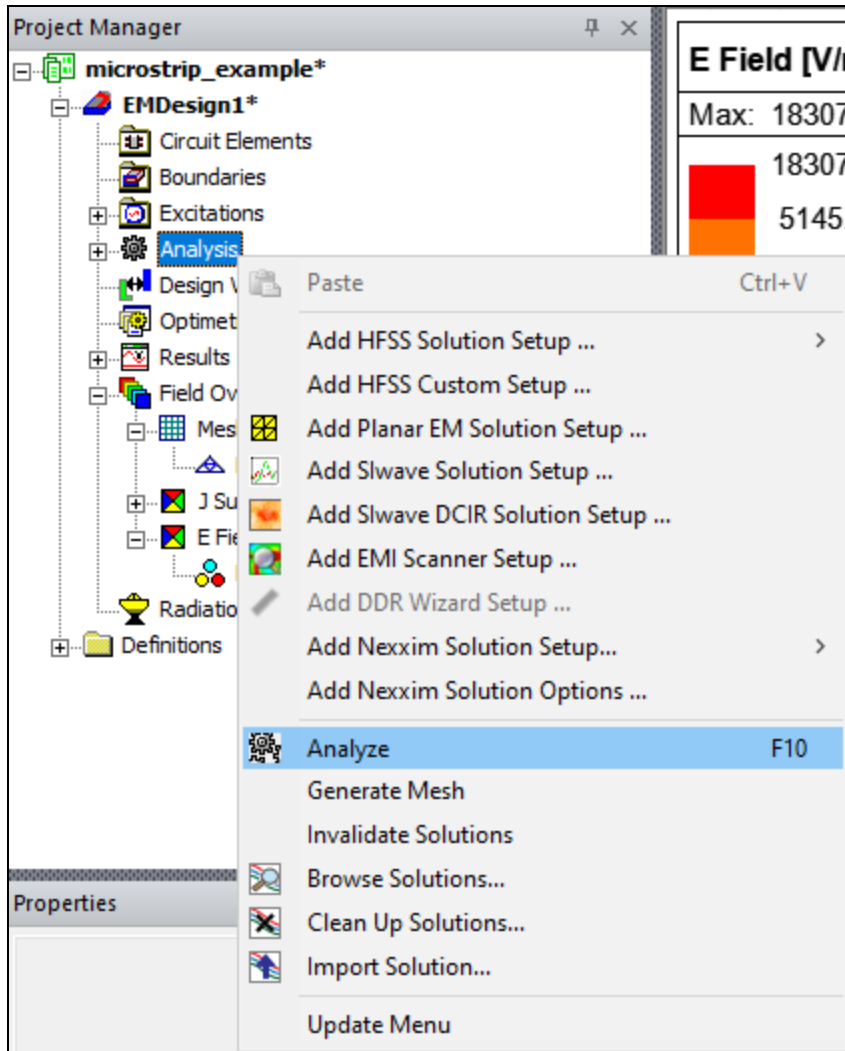 Project Manager
microstrip_example*
EMDesign1*
Circuit Elements
Boundaries
Excitations
Analysis
Design
Optimet
Results
Field Ov
Mes
J Su
E Fie
Radiatio
Definitions
Properties
E Field [V/
Max: 18307
18307
5145
Paste Ctrl+V
Add HFSS Solution Setup ...
Add HFSS Custom Setup ...
Add Planar EM Solution Setup ...
Add SIwave Solution Setup ...
Add SIwave DCIR Solution Setup ...
Add EMI Scanner Setup ...
Add DDR Wizard Setup ...
Add Nexxim Solution Setup...
Add Nexxim Solution Options ...
Analyze F10
Generate Mesh
Invalidate Solutions
Browse Solutions...
Clean Up Solutions...
Import Solution...
Update Menu